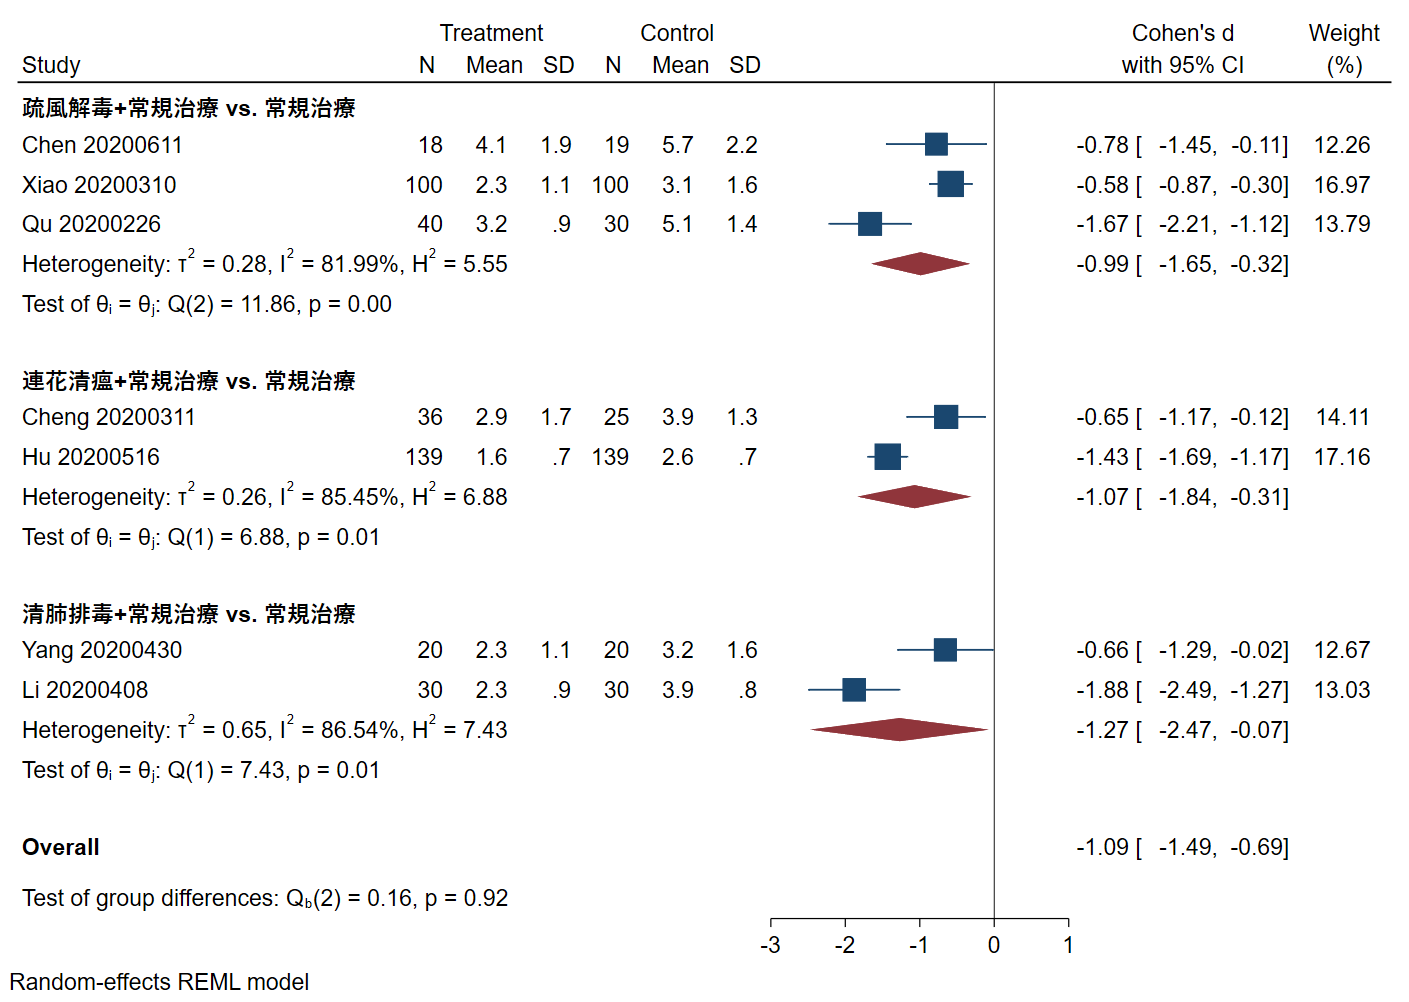 Treatment Control Cohen's d Weight
Study N Mean SD N Mean SD with 95% CI (%)
疏風解毒+常規治療 vs. 常規治療
Chen 20200611 18 4.1 1.9 19 5.7 2.2 -0.78 [ -1.45, -0.11] 12.26
Xiao 20200310 100 2.3 1.1 100 3.1 1.6 -0.58 [ -0.87, -0.30] 16.97
Qu 20200226 40 3.2 .9 30 5.1 1.4 -1.67 [ -2.21, -1.12] 13.79
Heterogeneity: τ² = 0.28, I² = 81.99%, H² = 5.55 -0.99 [ -1.65, -0.32]
Test of θᵢ = θⱼ: Q(2) = 11.86, p = 0.00
連花清瘟+常規治療 vs. 常規治療
Cheng 20200311 36 2.9 1.7 25 3.9 1.3 -0.65 [ -1.17, -0.12] 14.11
Hu 20200516 139 1.6 .7 139 2.6 .7 -1.43 [ -1.69, -1.17] 17.16
Heterogeneity: τ² = 0.26, I² = 85.45%, H² = 6.88 -1.07 [ -1.84, -0.31]
Test of θᵢ = θⱼ: Q(1) = 6.88, p = 0.01
清肺排毒+常規治療 vs. 常規治療
Yang 20200430 20 2.3 1.1 20 3.2 1.6 -0.66 [ -1.29, -0.02] 12.67
Li 20200408 30 2.3 .9 30 3.9 .8 -1.88 [ -2.49, -1.27] 13.03
Heterogeneity: τ² = 0.65, I² = 86.54%, H² = 7.43 -1.27 [ -2.47, -0.07]
Test of θᵢ = θⱼ: Q(1) = 7.43, p = 0.01
Overall -1.09 [ -1.49, -0.69]
Test of group differences: Q_b(2) = 0.16, p = 0.92
-3 -2 -1 0 1
Random-effects REML model